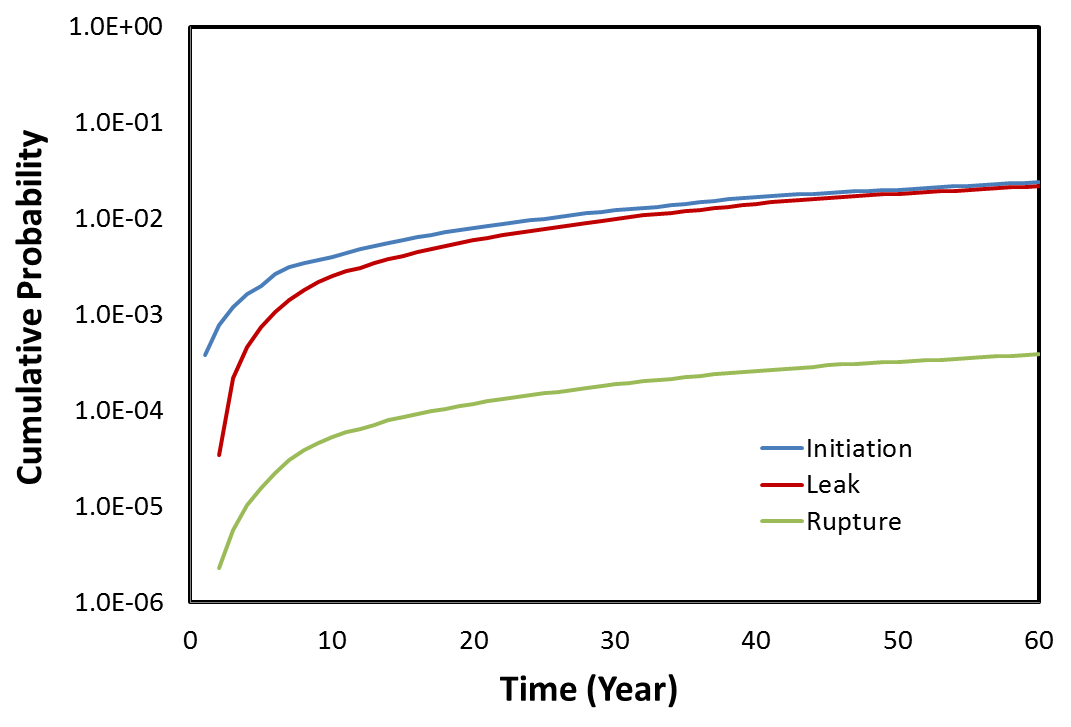 1.0E+00
1.0E-01
1.0E-02
1.0E-03
1.0E-04
1.0E-05
1.0E-06
Cumulative Probability
Initiation
Leak
Rupture
0 10 20 30 40 50 60
Time (Year)